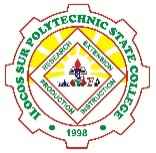 ILOCOS SUR POLYTECHNIC STATE COLLEGE
RESEARCH
EXTENSION
PRODUCTION
INSTRUCTION
1998